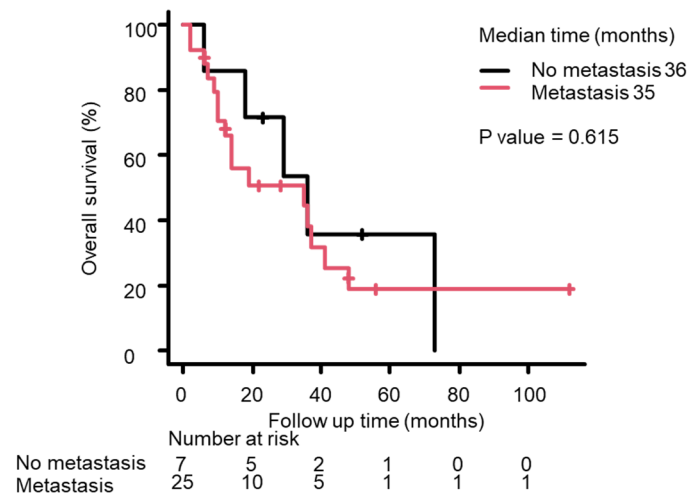 Median time (months)
No metastasis 36
Metastasis 35
P value = 0.615
Overall survival (%)
100
80
60
40
20
0
0 20 40 60 80 100
Follow up time (months)
Number at risk
No metastasis 7 5 2 1 0 0
Metastasis 25 10 5 1 1 1